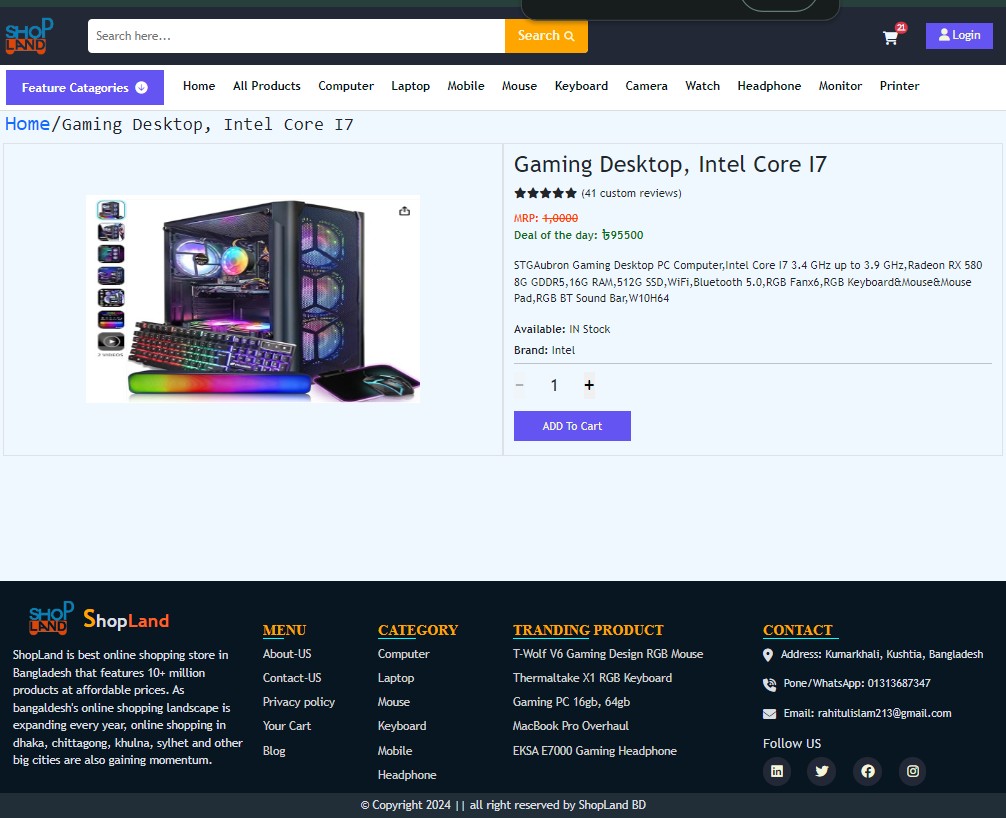 SHOP
LAND
Search here...
Search
21
Login
Feature Catagories
Home All Products Computer Laptop Mobile Mouse Keyboard Camera Watch Headphone Monitor Printer
Home/Gaming Desktop, Intel Core I7
Gaming Desktop, Intel Core I7
(41 custom reviews)
MRP: 1,0000
Deal of the day: ৳95500
STGAubron Gaming Desktop PC Computer,Intel Core I7 3.4 GHz up to 3.9 GHz,Radeon RX 580
8G GDDR5,16G RAM,512G SSD,WiFi,Bluetooth 5.0,RGB Fanx6,RGB Keyboard&Mouse&Mouse
Pad,RGB BT Sound Bar,W10H64
Available: IN Stock
Brand: Intel
− 1 +
ADD To Cart
SHOP
LAND
ShopLand
ShopLand is best online shopping store in
Bangladesh that features 10+ million
products at affordable prices. As
bangaldesh's online shopping landscape is
expanding every year, online shopping in
dhaka, chittagong, khulna, sylhet and other
big cities are also gaining momentum.
MENU
About-US
Contact-US
Privacy policy
Your Cart
Blog
CATEGORY
Computer
Laptop
Mouse
Keyboard
Mobile
Headphone
TRANDING PRODUCT
T-Wolf V6 Gaming Design RGB Mouse
Thermaltake X1 RGB Keyboard
Gaming PC 16gb, 64gb
MacBook Pro Overhaul
EKSA E7000 Gaming Headphone
CONTACT
Address: Kumarkhali, Kushtia, Bangladesh
Pone/WhatsApp: 01313687347
Email: rahitulislam213@gmail.com
Follow US
© Copyright 2024 || all right reserved by ShopLand BD